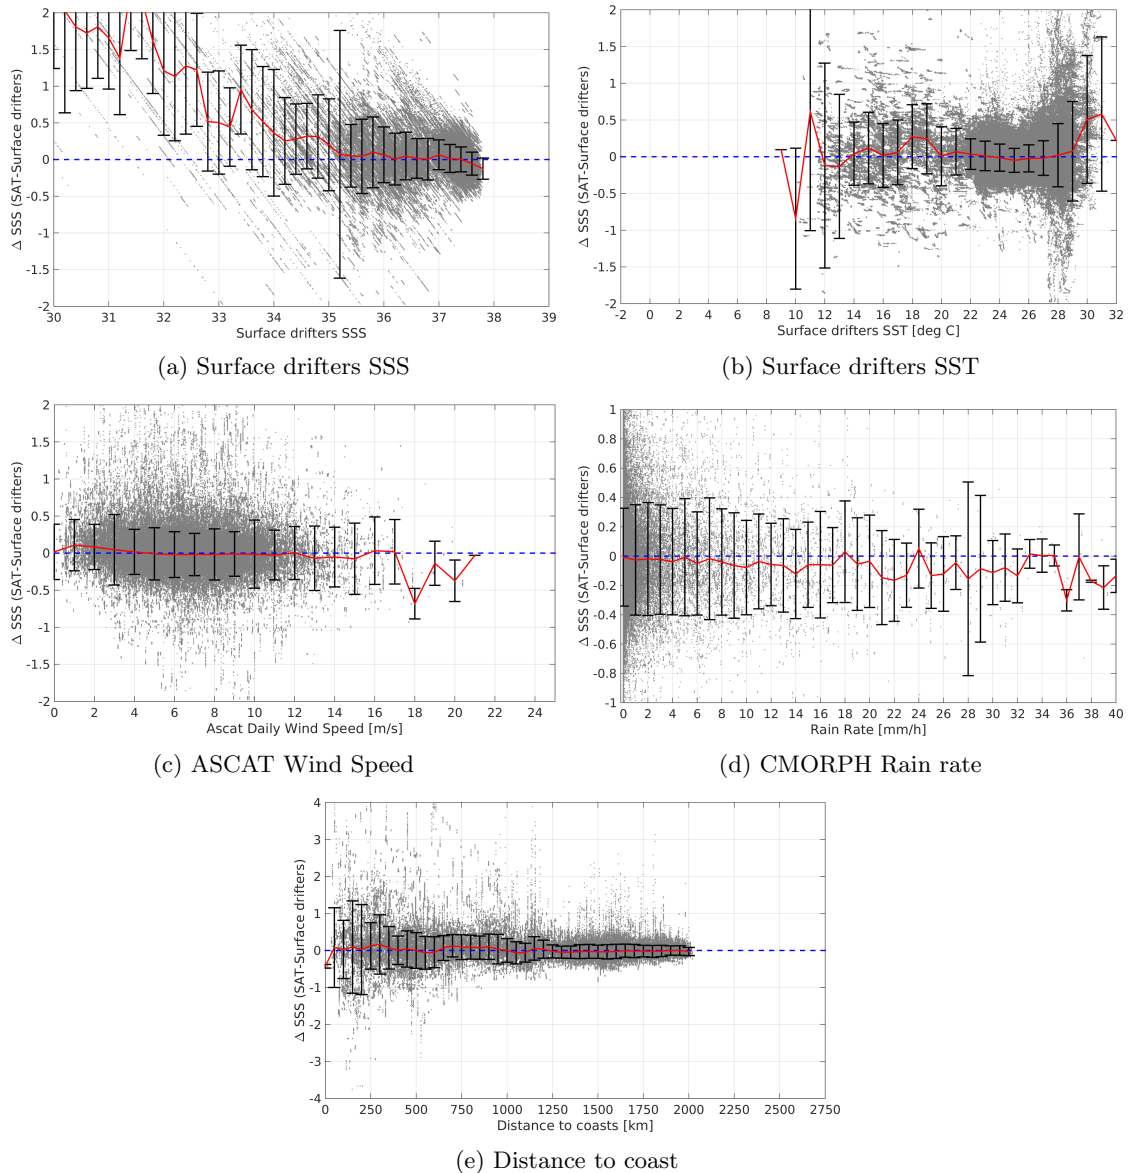 2
1.5
1
0.5
0
-0.5
-1
-1.5
-2
Δ SSS (SAT-Surface drifters)
30 31 32 33 34 35 36 37 38 39
Surface drifters SSS
(a) Surface drifters SSS
2
1.5
1
0.5
0
-0.5
-1
-1.5
-2
Δ SSS (SAT-Surface drifters)
-2 0 2 4 6 8 10 12 14 16 18 20 22 24 26 28 30 32
Surface drifters SST [deg C]
(b) Surface drifters SST
2
1.5
1
0.5
0
-0.5
-1
-1.5
-2
Δ SSS (SAT-Surface drifters)
0 2 4 6 8 10 12 14 16 18 20 22 24
Ascat Daily Wind Speed [m/s]
(c) ASCAT Wind Speed
1
0.8
0.6
0.4
0.2
0
-0.2
-0.4
-0.6
-0.8
-1
Δ SSS (SAT-Surface drifters)
0 2 4 6 8 10 12 14 16 18 20 22 24 26 28 30 32 34 36 38 40
Rain Rate [mm/h]
(d) CMORPH Rain rate
4
3
2
1
0
-1
-2
-3
-4
Δ SSS (SAT-Surface drifters)
0 250 500 750 1000 1250 1500 1750 2000 2250 2500 2750
Distance to coasts [km]
(e) Distance to coast